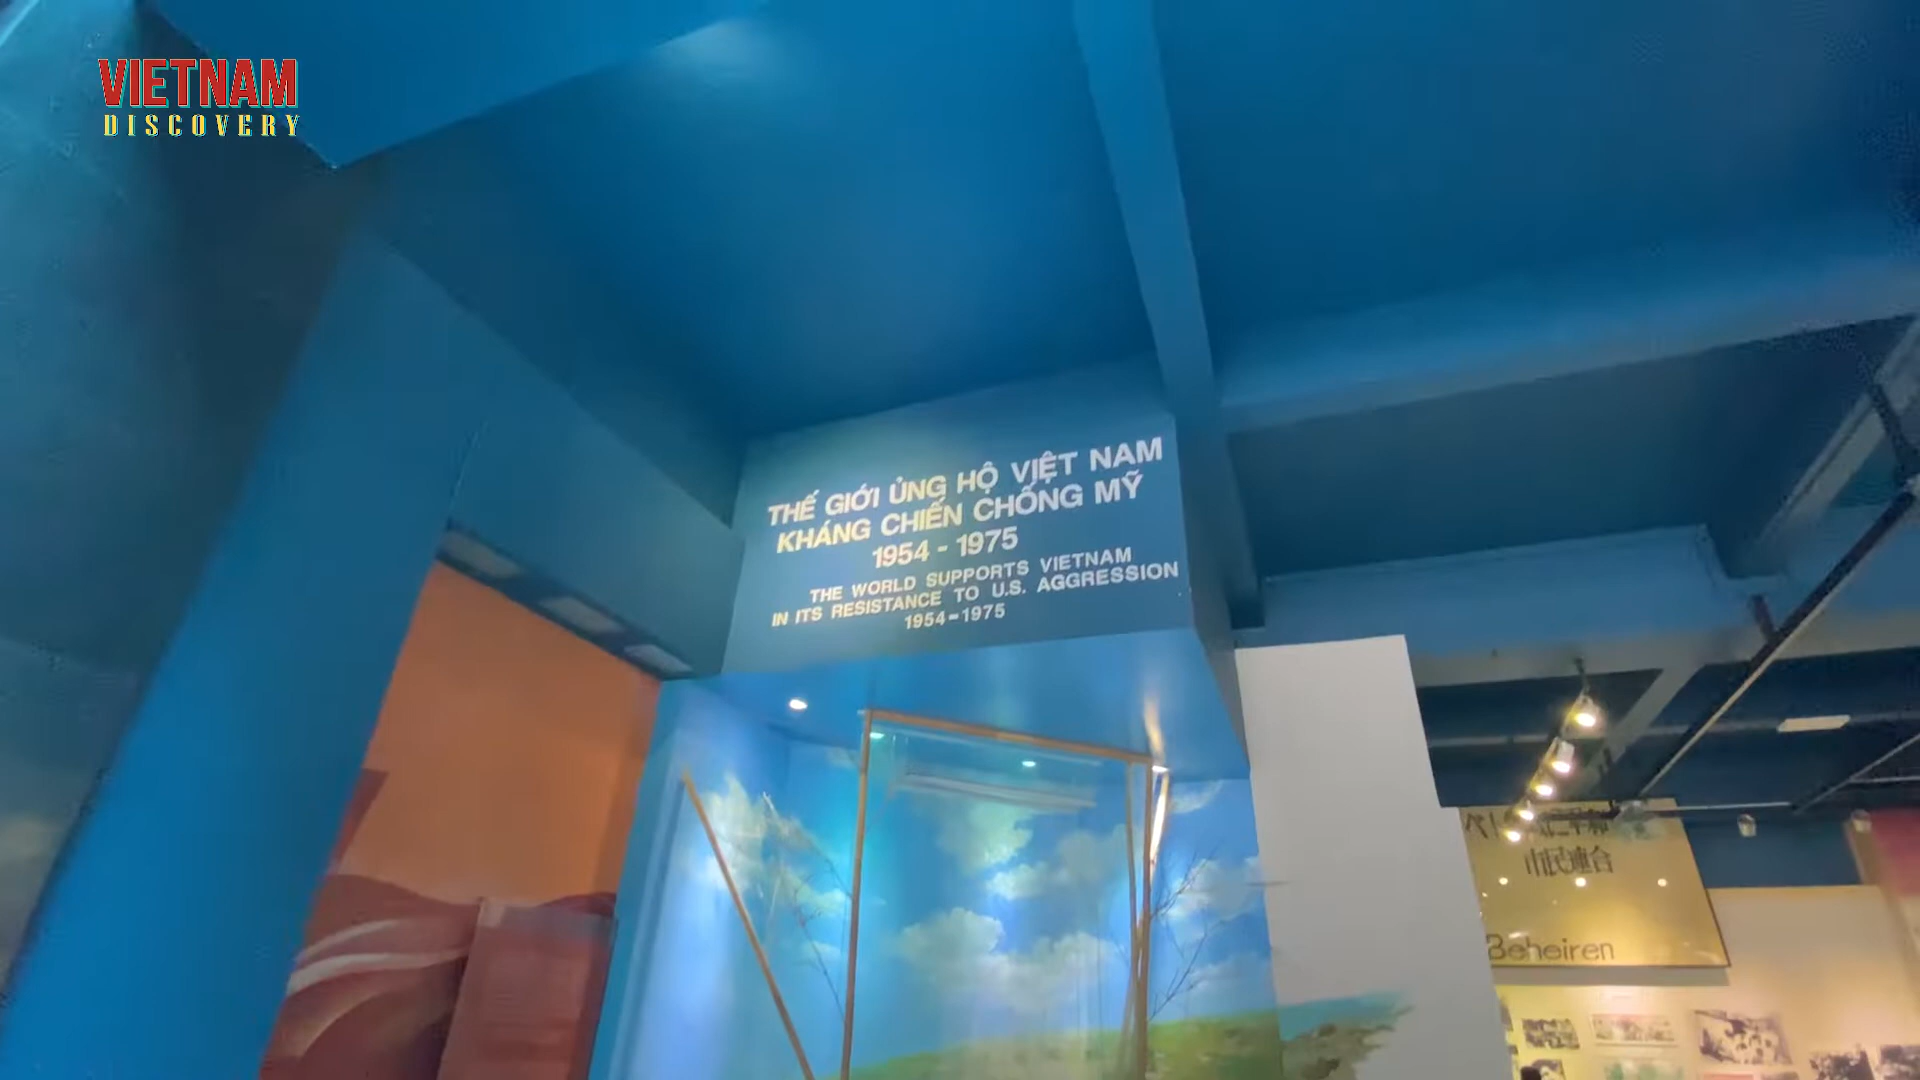 VIETNAM
DISCOVERY
THẾ GIỚI ỦNG HỘ VIỆT NAM
KHÁNG CHIẾN CHỐNG MỸ
1954 - 1975
THE WORLD SUPPORTS VIETNAM
IN ITS RESISTANCE TO U.S. AGGRESSION
1954-1975
市民連合
Beheiren